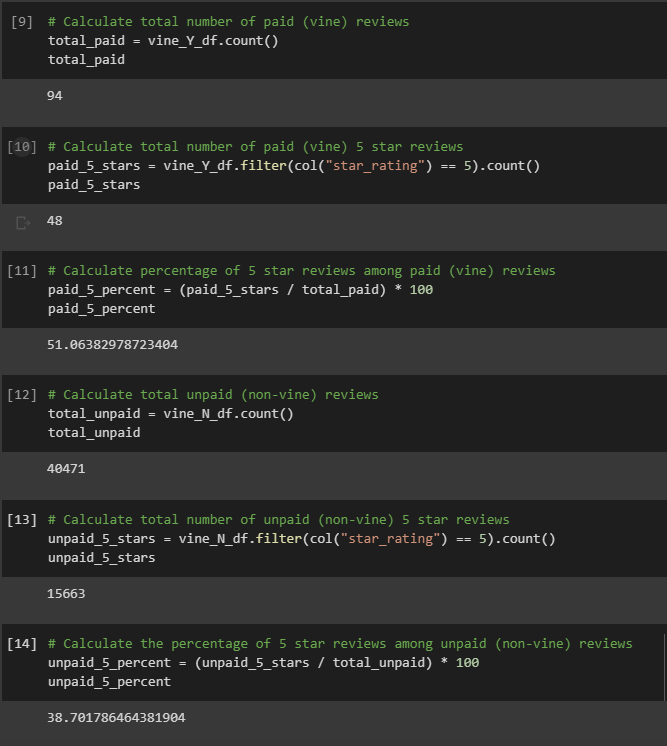 [9] # Calculate total number of paid (vine) reviews
total_paid = vine_Y_df.count()
total_paid
94
[10] # Calculate total number of paid (vine) 5 star reviews
paid_5_stars = vine_Y_df.filter(col("star_rating") == 5).count()
paid_5_stars
48
[11] # Calculate percentage of 5 star reviews among paid (vine) reviews
paid_5_percent = (paid_5_stars / total_paid) * 100
paid_5_percent
51.06382978723404
[12] # Calculate total unpaid (non-vine) reviews
total_unpaid = vine_N_df.count()
total_unpaid
40471
[13] # Calculate total number of unpaid (non-vine) 5 star reviews
unpaid_5_stars = vine_N_df.filter(col("star_rating") == 5).count()
unpaid_5_stars
15663
[14] # Calculate the percentage of 5 star reviews among unpaid (non-vine) reviews
unpaid_5_percent = (unpaid_5_stars / total_unpaid) * 100
unpaid_5_percent
38.701786464381904